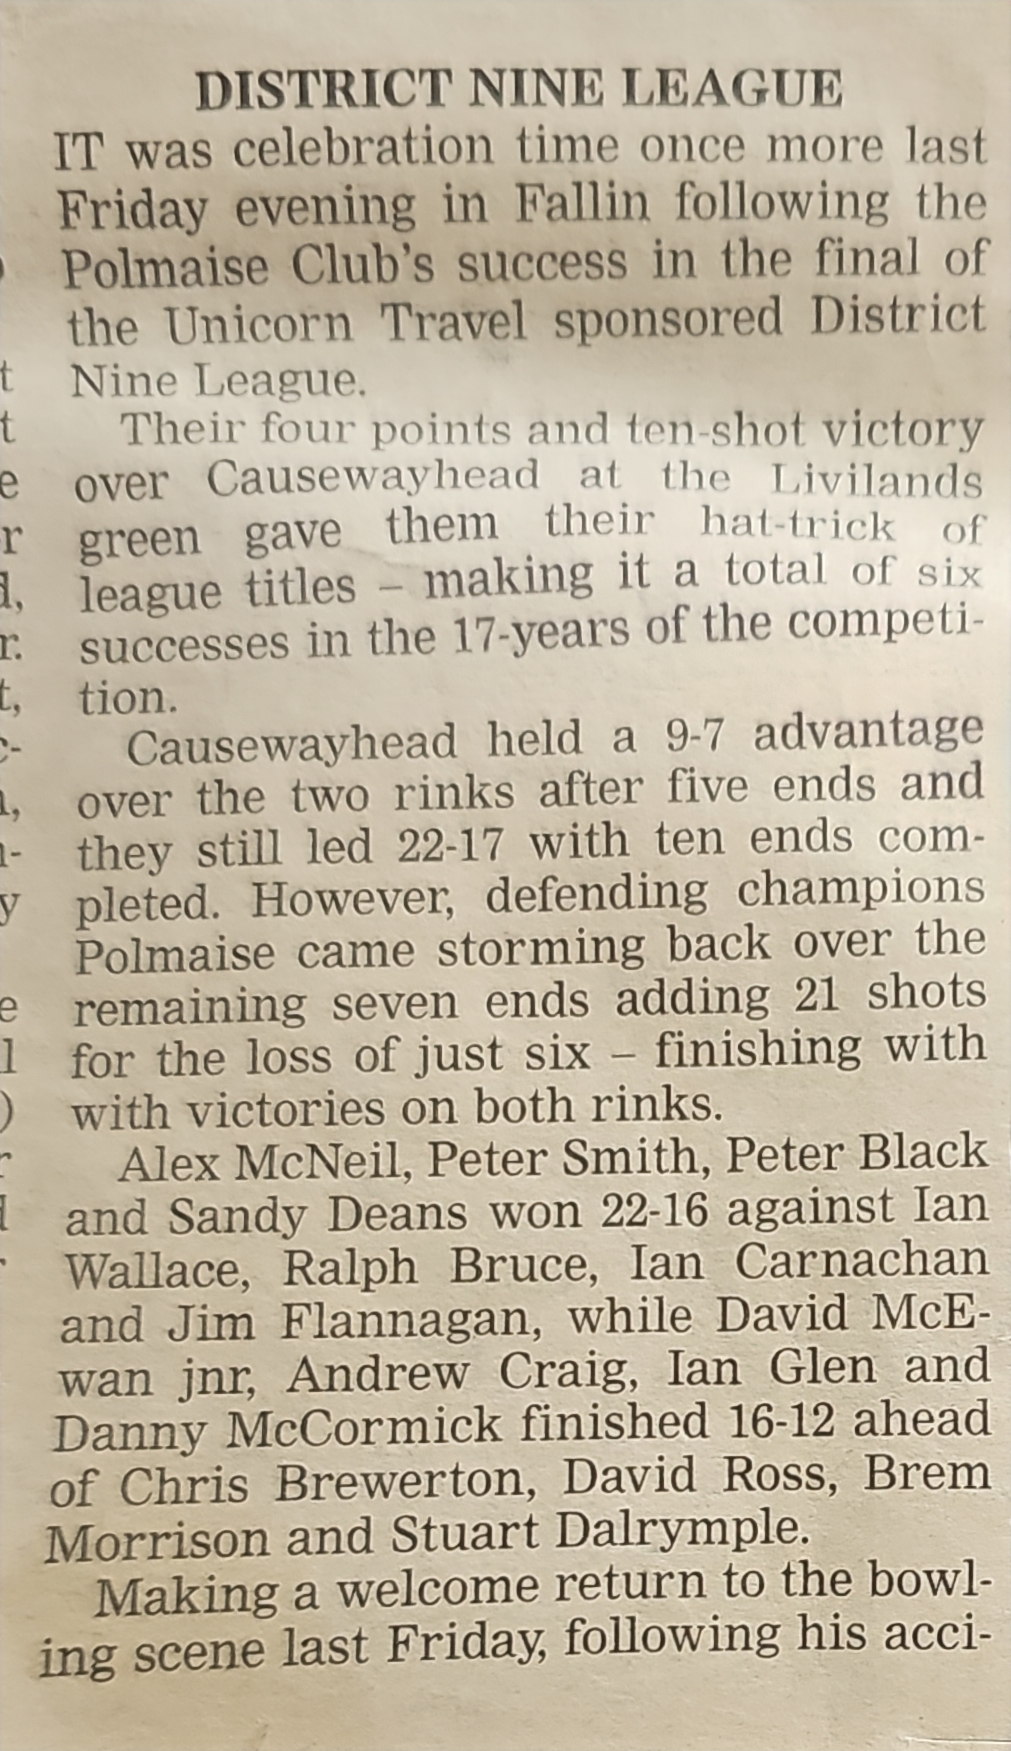 DISTRICT NINE LEAGUE
IT was celebration time once more last
Friday evening in Fallin following the
Polmaise Club's success in the final of
the Unicorn Travel sponsored District
Nine League.
Their four points and ten-shot victory
over Causewayhead at the Livilands
green gave them their hat-trick of
league titles – making it a total of six
successes in the 17-years of the competi-
tion.
Causewayhead held a 9-7 advantage
over the two rinks after five ends and
they still led 22-17 with ten ends com-
pleted. However, defending champions
Polmaise came storming back over the
remaining seven ends adding 21 shots
for the loss of just six – finishing with
with victories on both rinks.
Alex McNeil, Peter Smith, Peter Black
and Sandy Deans won 22-16 against Ian
Wallace, Ralph Bruce, Ian Carnachan
and Jim Flannagan, while David McE-
wan jnr, Andrew Craig, Ian Glen and
Danny McCormick finished 16-12 ahead
of Chris Brewerton, David Ross, Brem
Morrison and Stuart Dalrymple.
Making a welcome return to the bowl-
ing scene last Friday, following his acci-